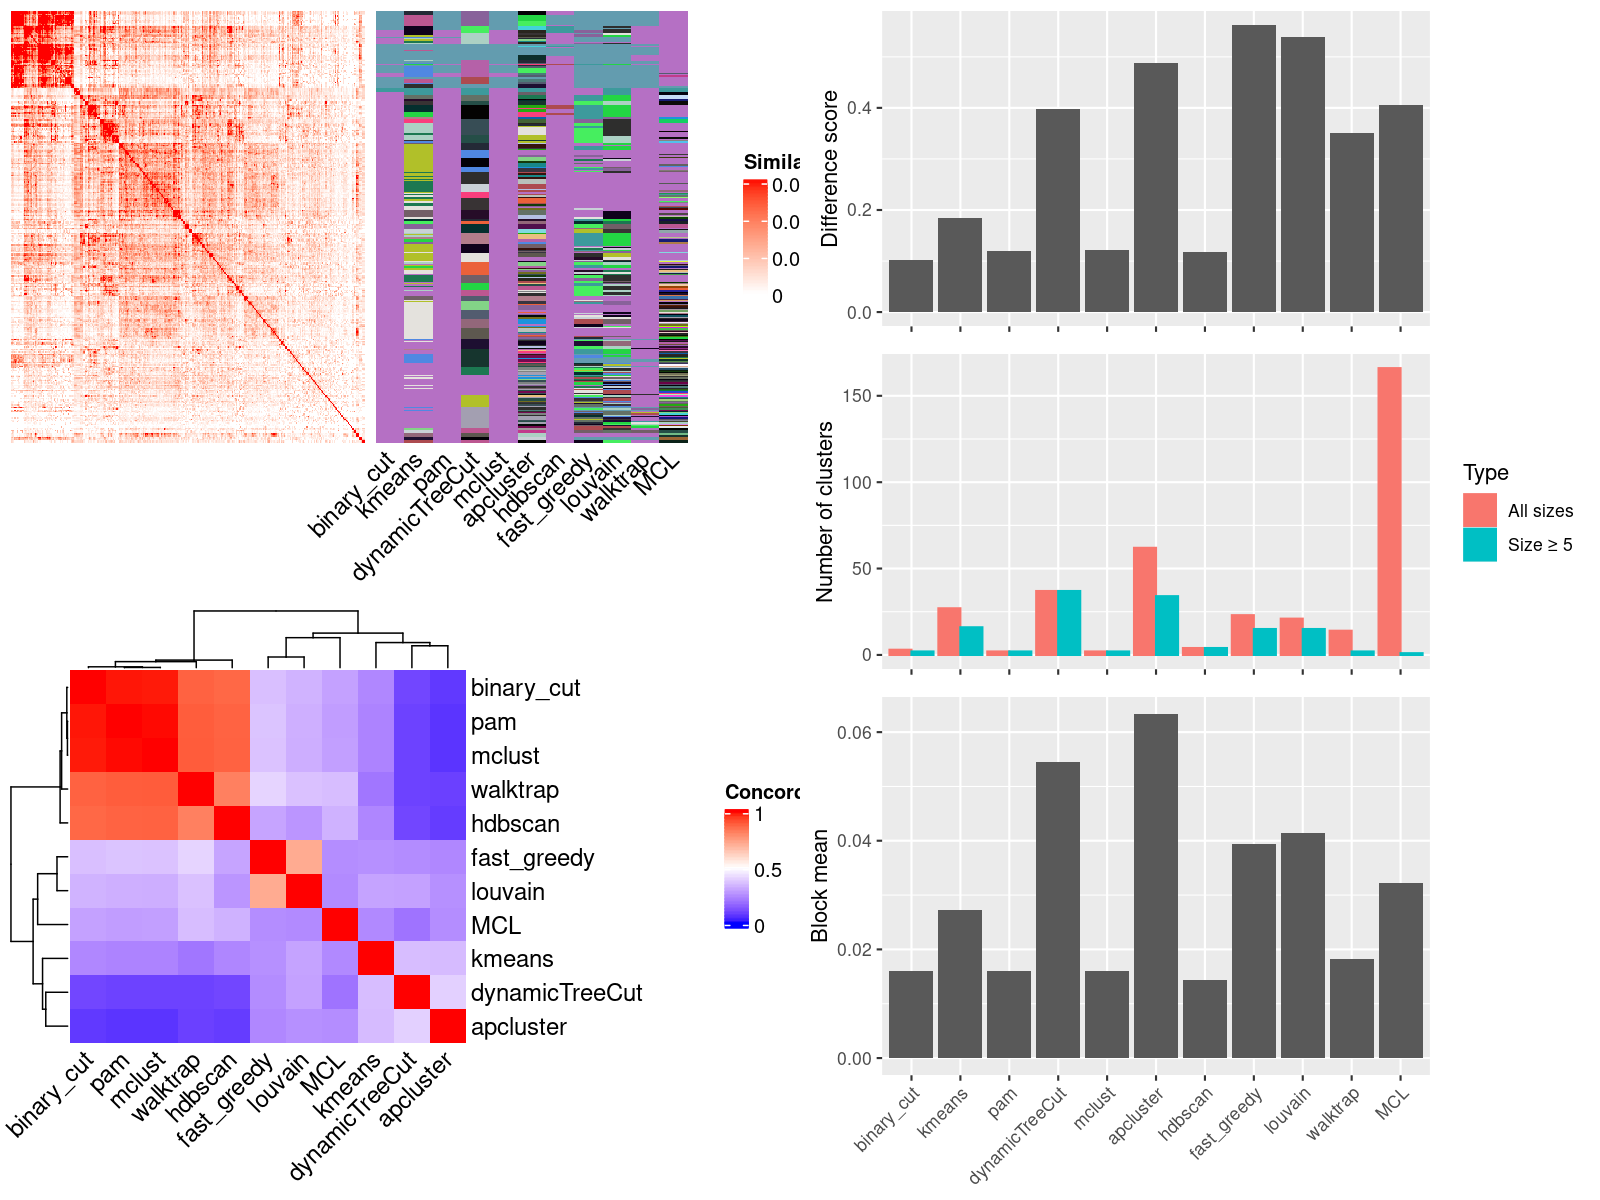 Simila
0.0
0.0
0.0
0
binary_cut
kmeans
pam
dynamicTreeCut
mclust
apcluster
hdbscan
fast_greedy
louvain
walktrap
MCL
binary_cut
pam
mclust
walktrap
hdbscan
fast_greedy
louvain
MCL
kmeans
dynamicTreeCut
apcluster
binary_cut
pam
mclust
walktrap
hdbscan
fast_greedy
louvain
MCL
kmeans
dynamicTreeCut
apcluster
Concord
1
0.5
0
Difference score
0.4
0.2
0.0
Number of clusters
150
100
50
0
Type
All sizes
Size ≥ 5
Block mean
0.06
0.04
0.02
0.00
binary_cut
kmeans
pam
dynamicTreeCut
mclust
apcluster
hdbscan
fast_greedy
louvain
walktrap
MCL